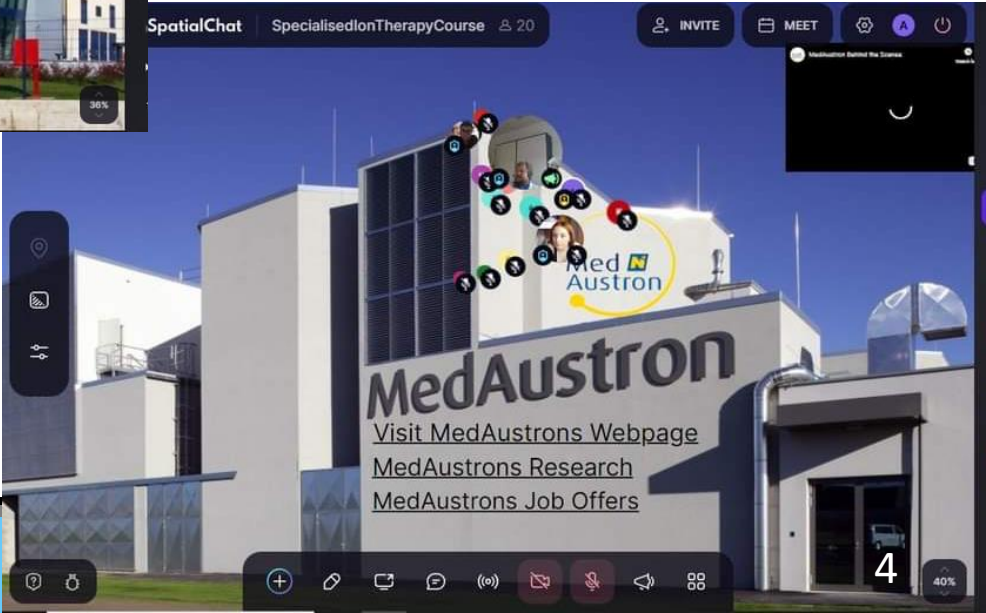 SpatialChat SpecialisedIonTherapyCourse 20
INVITE
MEET
A
36%
MedAustron Behind the Scenes
Med N
Austron
MedAustron
Visit MedAustrons Webpage
MedAustrons Research
MedAustrons Job Offers
4
40%